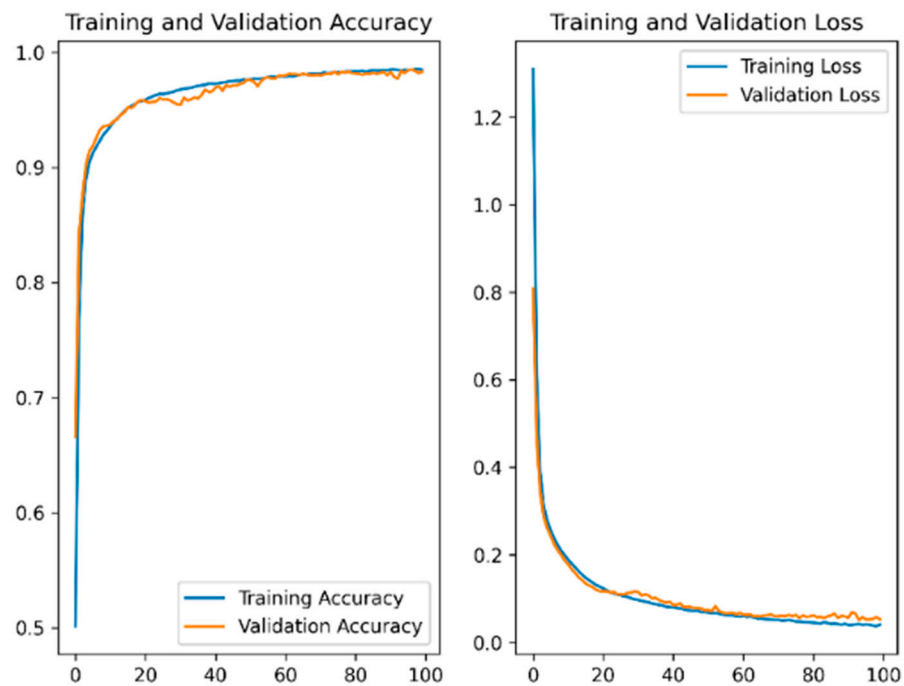 Training and Validation Accuracy
1.0
0.9
0.8
0.7
0.6
0.5
0 20 40 60 80 100
Training Accuracy
Validation Accuracy
Training and Validation Loss
1.2
1.0
0.8
0.6
0.4
0.2
0.0
0 20 40 60 80 100
Training Loss
Validation Loss